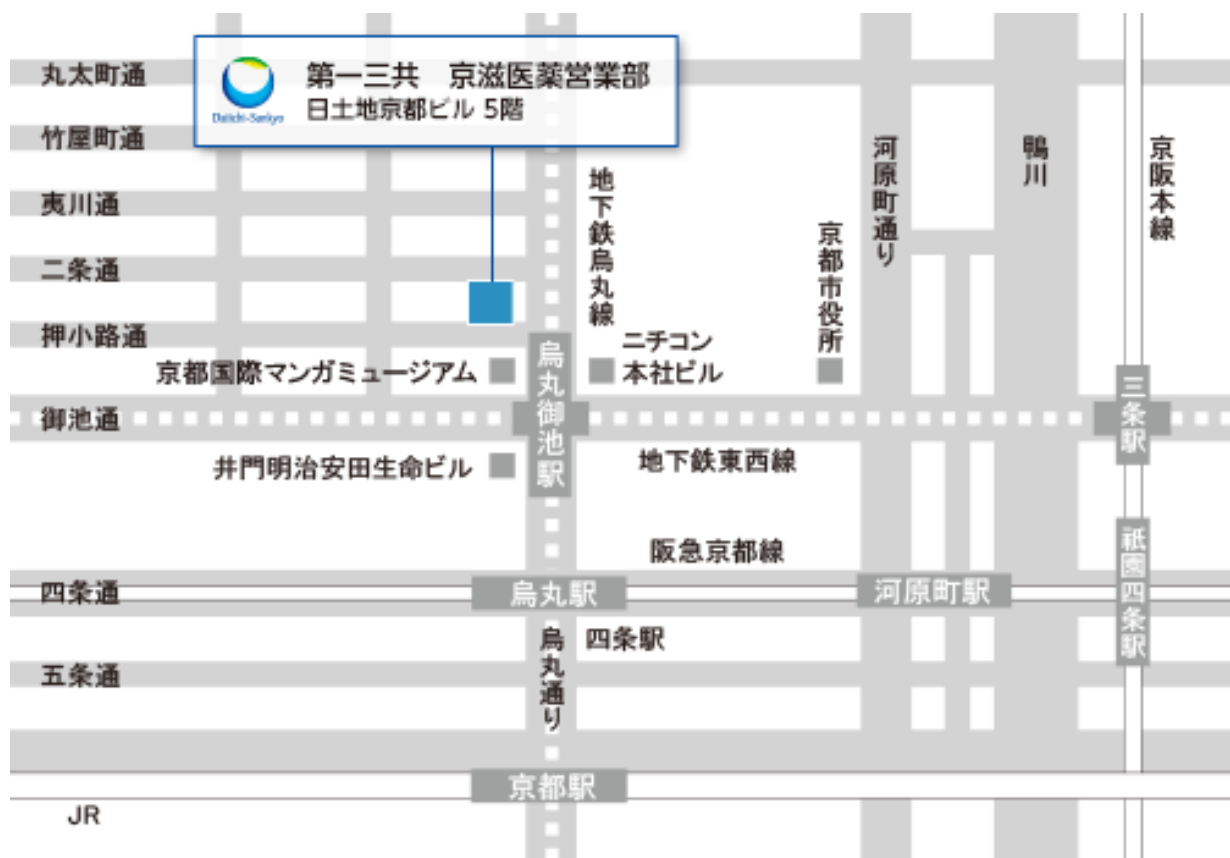 第一三共 京滋医薬営業部
日土地京都ビル 5階
Daiichi-Sankyo
丸太町通
竹屋町通
夷川通
二条通
押小路通
御池通
四条通
五条通
地下鉄烏丸線
河原町通り
鴨川
京阪本線
京都市役所
ニチコン
本社ビル
京都国際マンガミュージアム
烏丸御池駅
三条駅
井門明治安田生命ビル
地下鉄東西線
阪急京都線
烏丸駅
河原町駅
祇園四条駅
四条駅
烏丸通り
京都駅
JR